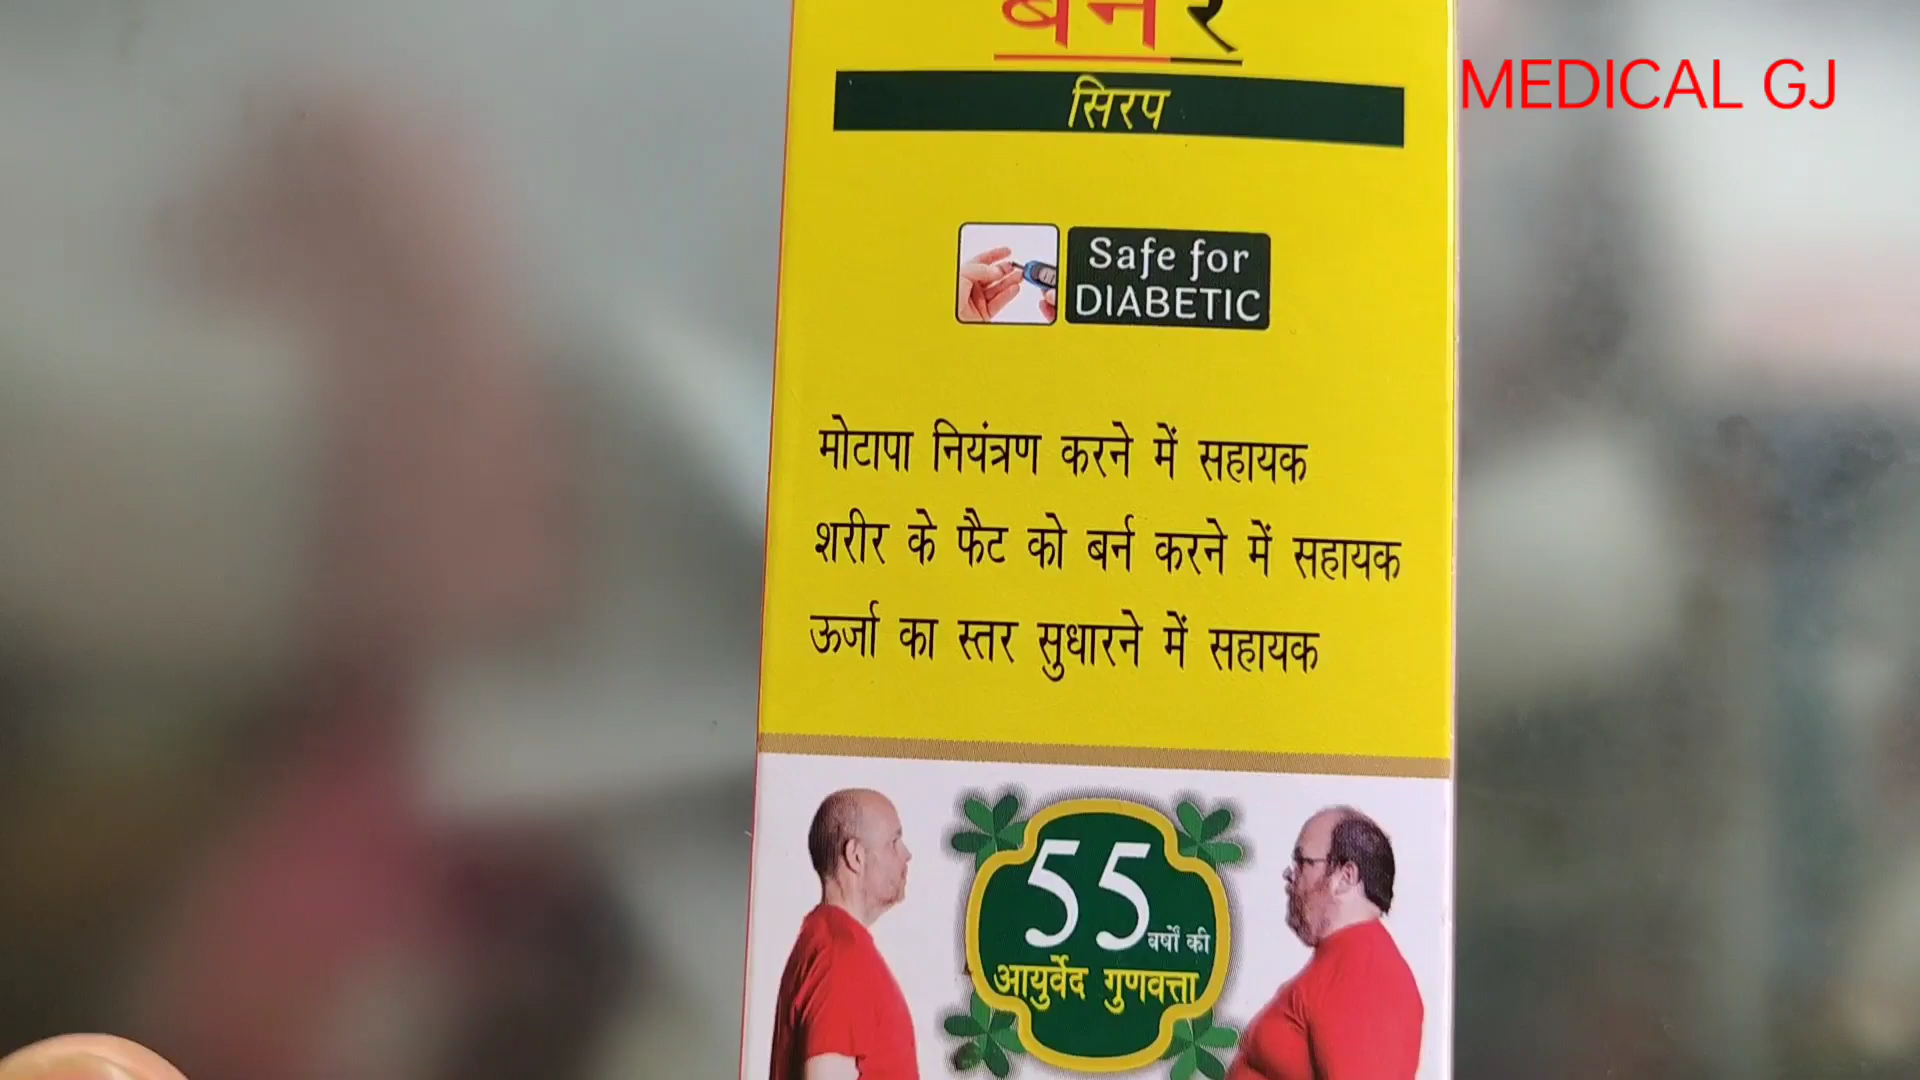 बर्नर
MEDICAL GJ
सिरप
Safe for
DIABETIC
मोटापा नियंत्रण करने में सहायक
शरीर के फैट को बर्न करने में सहायक
ऊर्जा का स्तर सुधारने में सहायक
55 वर्षों की
आयुर्वेद गुणवत्ता